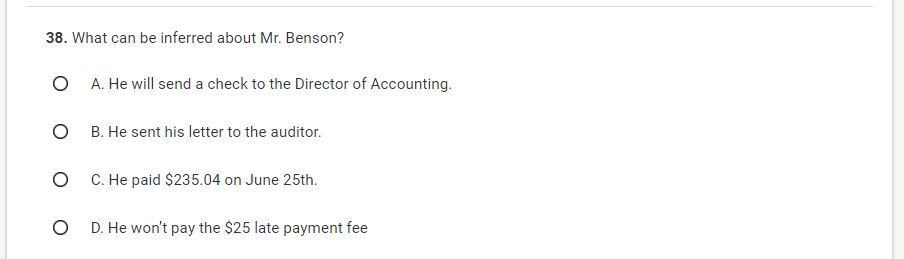 38. What can be inferred about Mr. Benson?
A. He will send a check to the Director of Accounting.
B. He sent his letter to the auditor.
C. He paid $235.04 on June 25th.
D. He won't pay the $25 late payment fee